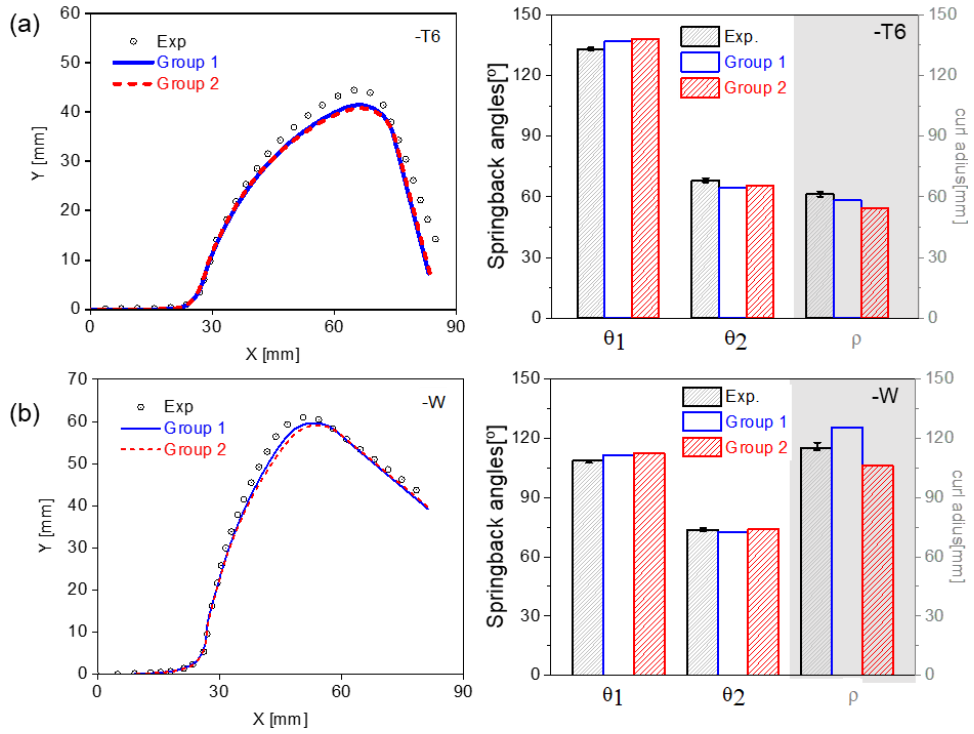 (a)
60
40
20
0
0 30 60 90
Y [mm]
X [mm]
Exp
Group 1
Group 2
-T6
150
120
90
60
30
0
Springback angles[º]
Exp.
Group 1
Group 2
-T6
θ1 θ2 ρ
150
120
90
60
30
0
curl adius[mm]
(b)
70
60
50
40
30
20
10
0
0 30 60 90
Y [mm]
X [mm]
Exp
Group 1
Group 2
-W
150
120
90
60
30
0
Springback angles[º]
Exp.
Group 1
Group 2
-W
θ1 θ2 ρ
150
120
90
60
30
0
curl adius[mm]